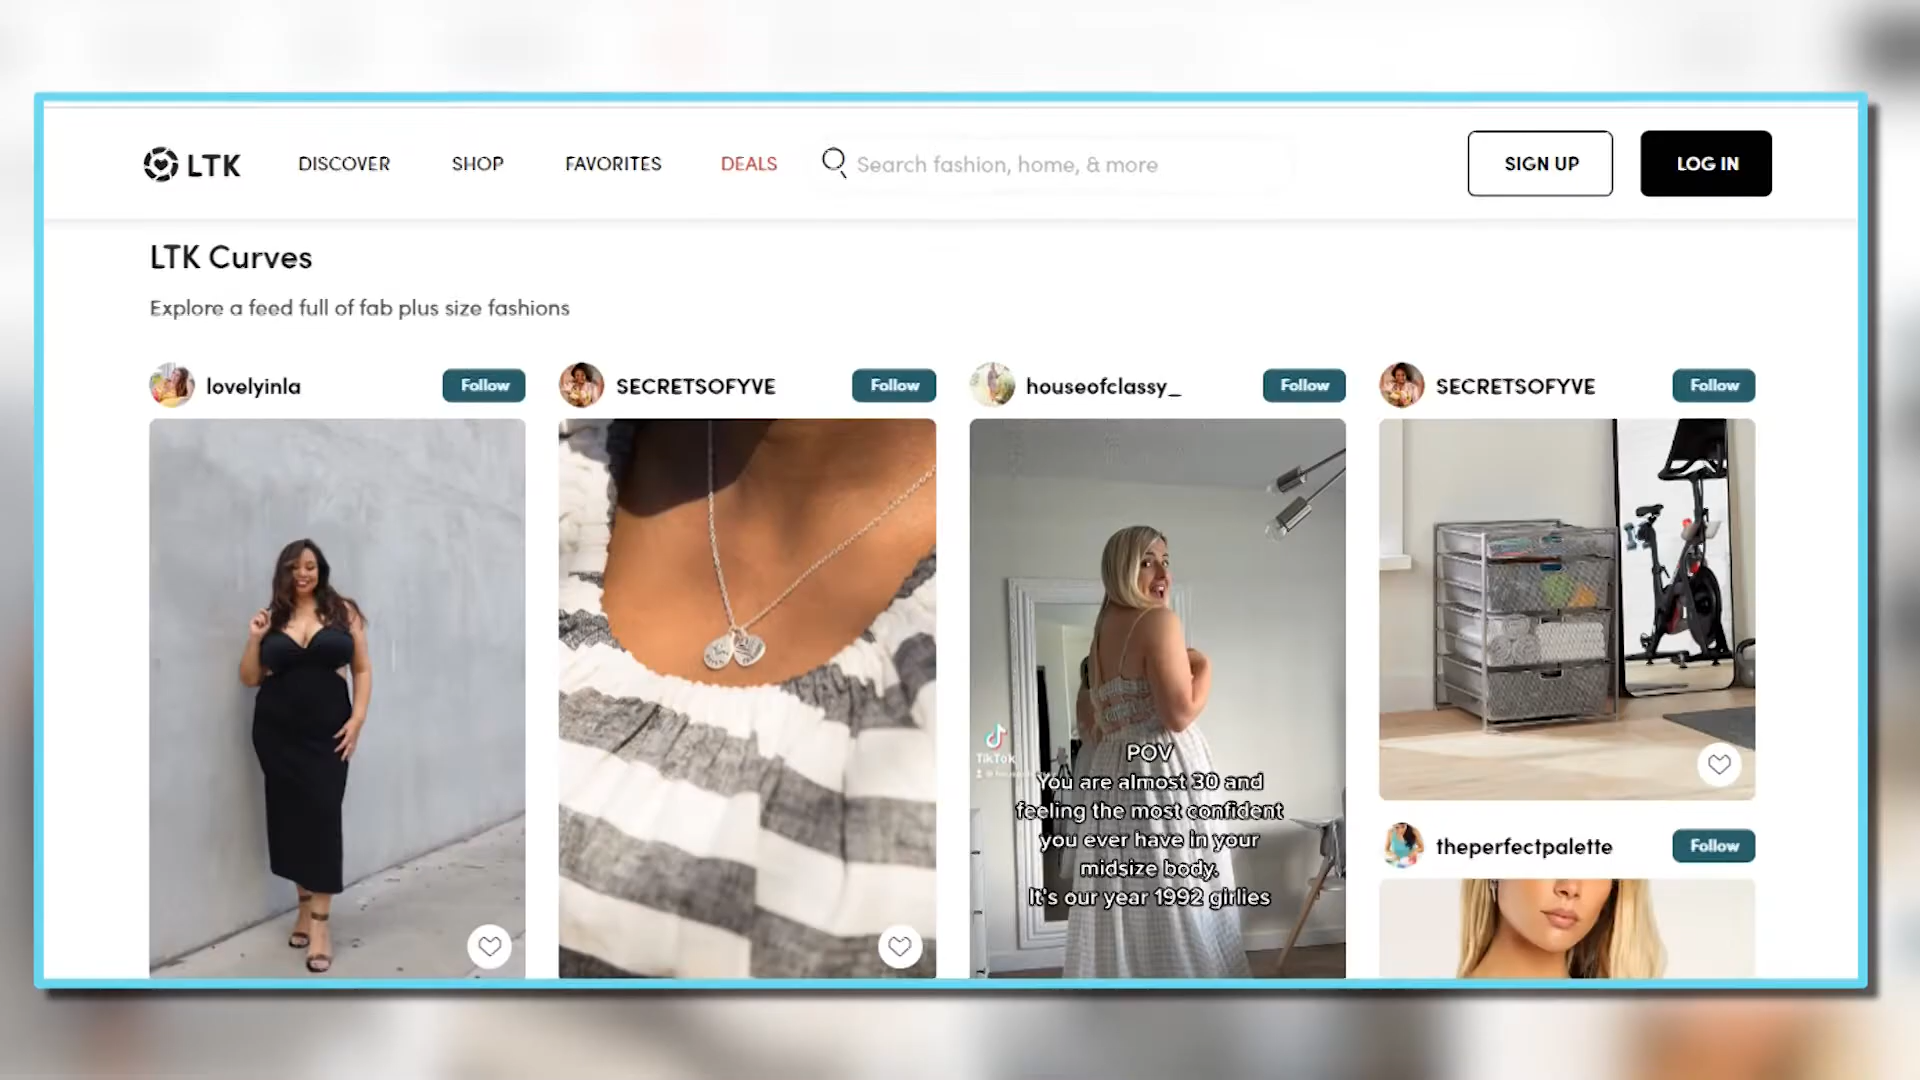 LTK
DISCOVER
SHOP
FAVORITES
DEALS
Search fashion, home, & more
SIGN UP
LOG IN
LTK Curves
Explore a feed full of fab plus size fashions
lovelyinla
Follow
SECRETSOFYVE
Follow
houseofclassy_
Follow
SECRETSOFYVE
Follow
TikTok
POV
You are almost 30 and
feeling the most confident
you ever have in your
midsize body.
It's our year 1992 girlies
theperfectpalette
Follow